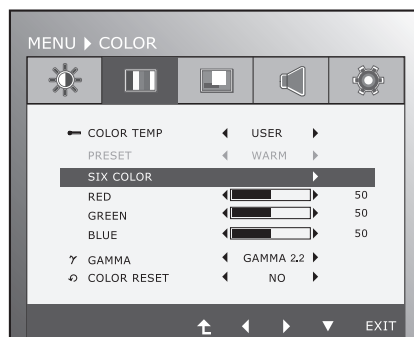 MENU ▶ COLOR
COLOR TEMP ◀ USER ▶
PRESET ◀ WARM ▶
SIX COLOR ▶
RED ◀ ▶ 50
GREEN ◀ ▶ 50
BLUE ◀ ▶ 50
γ GAMMA ◀ GAMMA 2.2 ▶
COLOR RESET ◀ NO ▶
EXIT